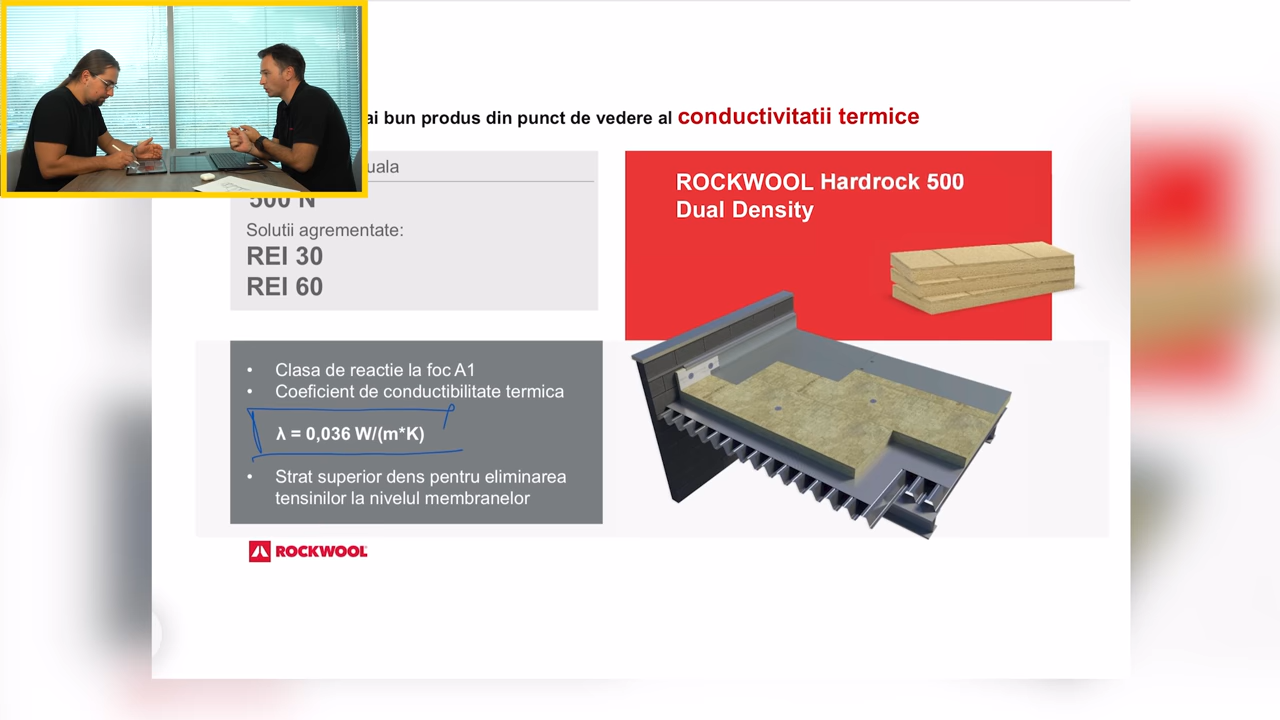 ai bun produs din punct de vedere al conductivitatii termice
500 N
Solutii agrementate:
REI 30
REI 60
ROCKWOOL Hardrock 500
Dual Density
• Clasa de reactie la foc A1
• Coeficient de conductibilitate termica
λ = 0,036 W/(m*K)
• Strat superior dens pentru eliminarea
tensinilor la nivelul membranelor
ROCKWOOL